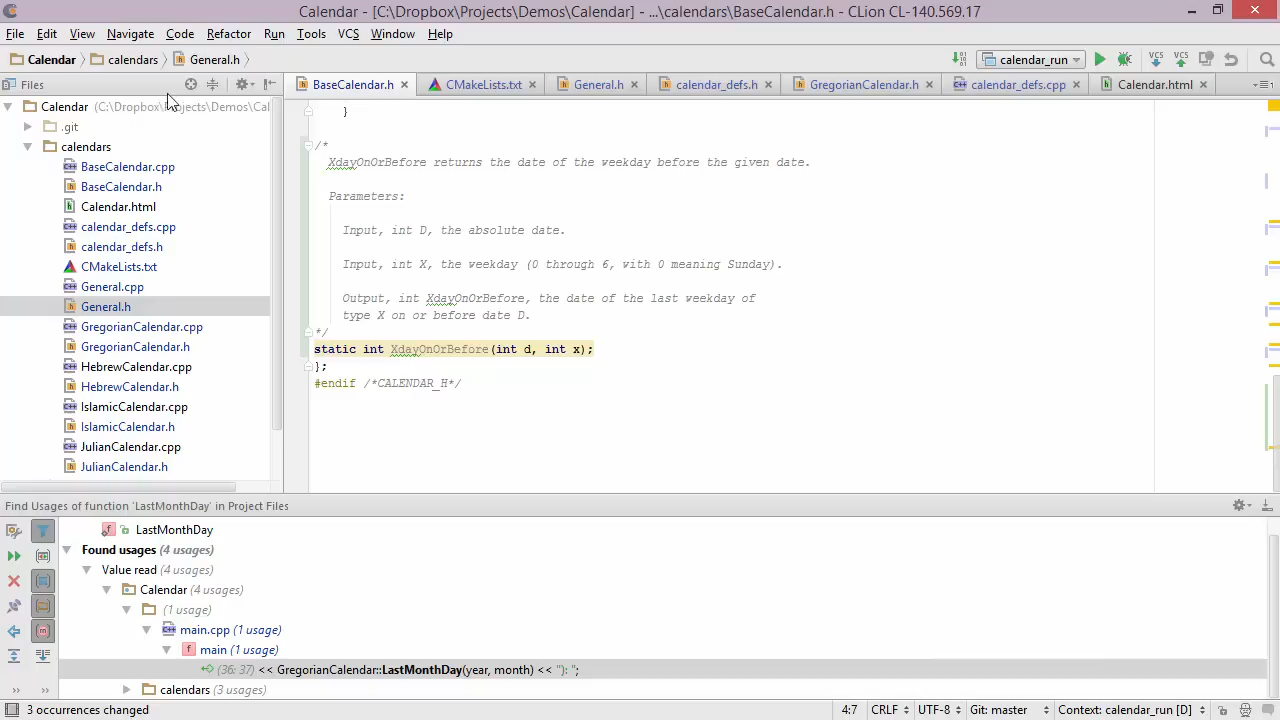 Calendar - [C:\Dropbox\Projects\Demos\Calendar] - ...\calendars\BaseCalendar.h - CLion CL-140.569.17
File Edit View Navigate Code Refactor Run Tools VCS Window Help
Calendar calendars General.h calendar_run VCS VCS
Files BaseCalendar.h CMakeLists.txt General.h calendar_defs.h GregorianCalendar.h calendar_defs.cpp Calendar.html
Calendar (C:\Dropbox\Projects\Demos\Cal
.git
calendars
BaseCalendar.cpp
BaseCalendar.h
Calendar.html
calendar_defs.cpp
calendar_defs.h
CMakeLists.txt
General.cpp
General.h
GregorianCalendar.cpp
GregorianCalendar.h
HebrewCalendar.cpp
HebrewCalendar.h
IslamicCalendar.cpp
IslamicCalendar.h
JulianCalendar.cpp
JulianCalendar.h
}
/*
XdayOnOrBefore returns the date of the weekday before the given date.
Parameters:
Input, int D, the absolute date.
Input, int X, the weekday (0 through 6, with 0 meaning Sunday).
Output, int XdayOnOrBefore, the date of the last weekday of
type X on or before date D.
*/
static int XdayOnOrBefore(int d, int x);
};
#endif /*CALENDAR_H*/
Find Usages of function 'LastMonthDay' in Project Files
LastMonthDay
Found usages (4 usages)
Value read (4 usages)
Calendar (4 usages)
(1 usage)
main.cpp (1 usage)
main (1 usage)
(36: 37) << GregorianCalendar::LastMonthDay(year, month) << "): ";
calendars (3 usages)
3 occurrences changed 4:7 CRLF UTF-8 Git: master Context: calendar_run [D]